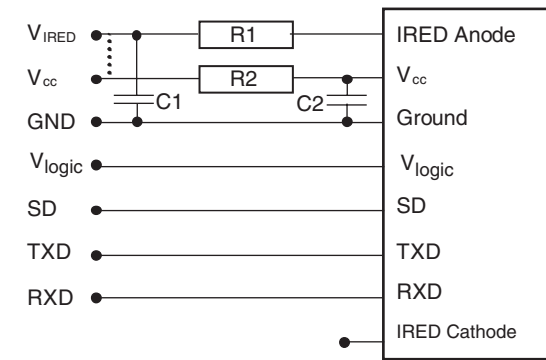 V IRED R1 IRED Anode
Vcc R2 Vcc
C1 C2
GND Ground
Vlogic Vlogic
SD SD
TXD TXD
RXD RXD
IRED Cathode